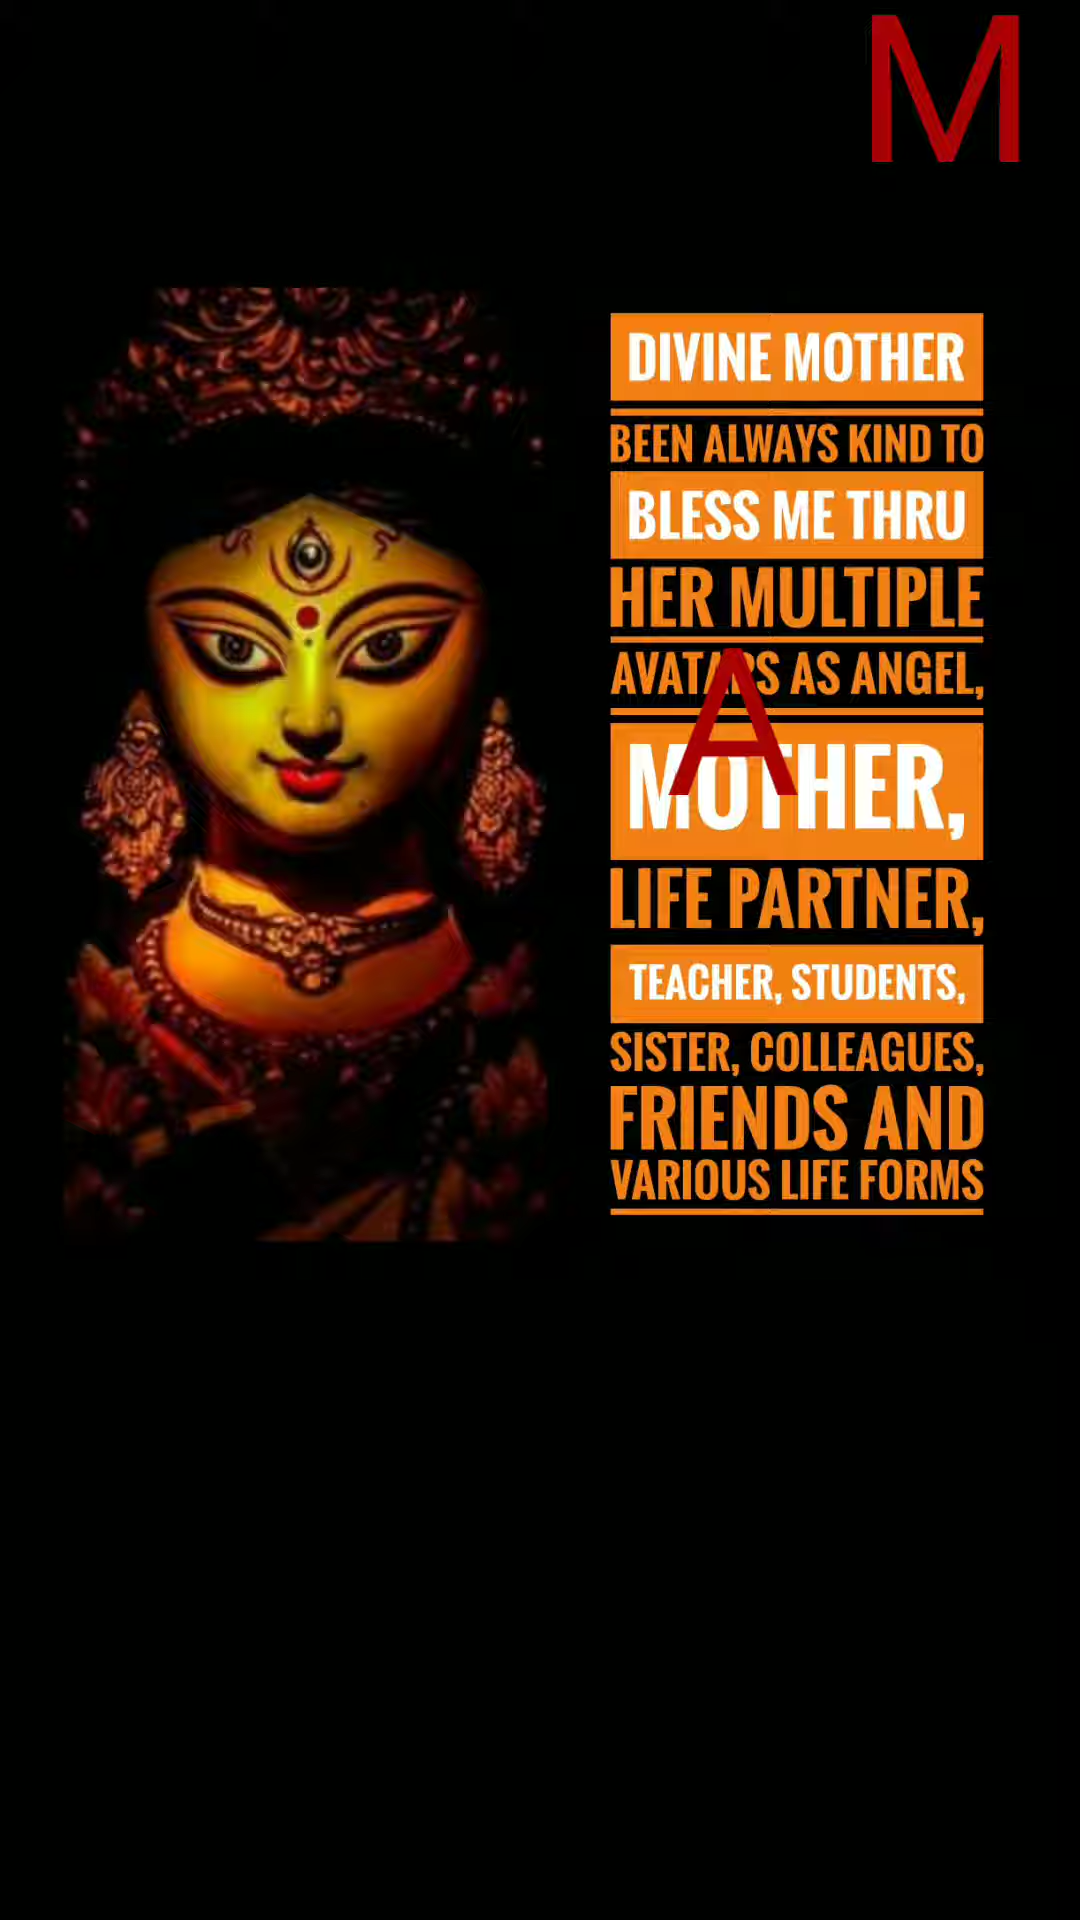 M
DIVINE MOTHER
BEEN ALWAYS KIND TO
BLESS ME THRU
HER MULTIPLE
AVATARS AS ANGEL,
A
MOTHER,
LIFE PARTNER,
TEACHER, STUDENTS,
SISTER, COLLEAGUES,
FRIENDS AND
VARIOUS LIFE FORMS